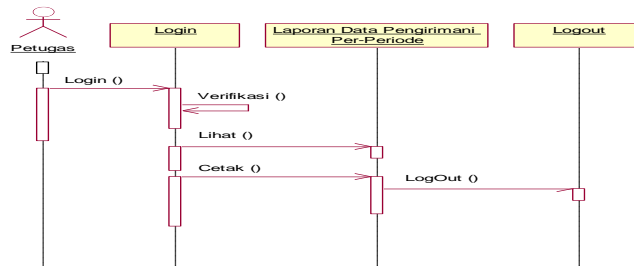 Petugas
Login
Laporan Data Pengirimani
Per-Periode
Logout
Login ()
Verifikasi ()
Lihat ()
Cetak ()
LogOut ()